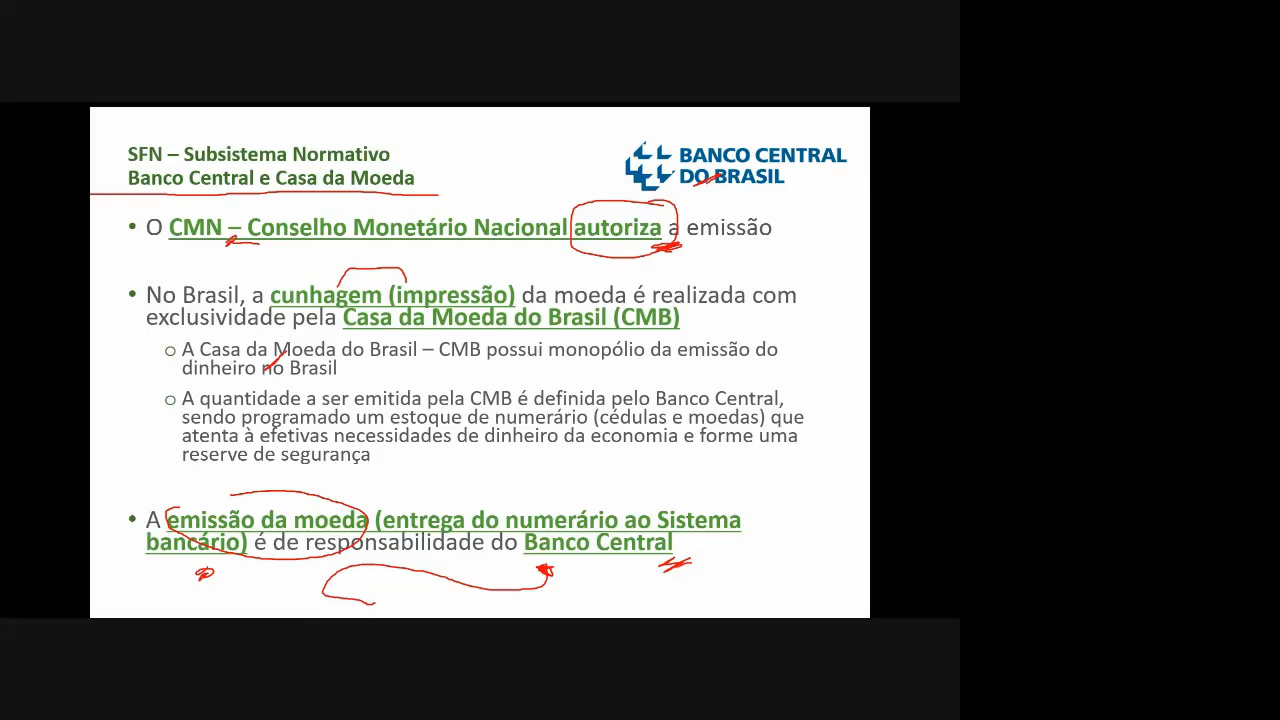 SFN – Subsistema Normativo
Banco Central e Casa da Moeda
BANCO CENTRAL
DO BRASIL
• O CMN – Conselho Monetário Nacional autoriza a emissão
• No Brasil, a cunhagem (impressão) da moeda é realizada com
exclusividade pela Casa da Moeda do Brasil (CMB)
o A Casa da Moeda do Brasil – CMB possui monopólio da emissão do
dinheiro no Brasil
o A quantidade a ser emitida pela CMB é definida pelo Banco Central,
sendo programado um estoque de numerário (cédulas e moedas) que
atenta à efetivas necessidades de dinheiro da economia e forme uma
reserve de segurança
• A emissão da moeda (entrega do numerário ao Sistema
bancário) é de responsabilidade do Banco Central